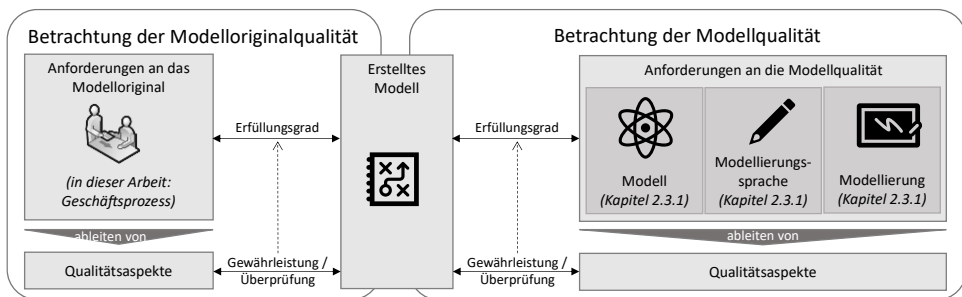 Betrachtung der Modelloriginalqualität
Anforderungen an das
Modelloriginal
(in dieser Arbeit:
Geschäftsprozess)
ableiten von
Qualitätsaspekte
Erfüllungsgrad
Gewährleistung /
Überprüfung
Erstelltes
Modell
Betrachtung der Modellqualität
Erfüllungsgrad
Gewährleistung /
Überprüfung
Anforderungen an die Modellqualität
Modell
(Kapitel 2.3.1)
Modellierungs-
sprache
(Kapitel 2.3.1)
Modellierung
(Kapitel 2.3.1)
ableiten von
Qualitätsaspekte